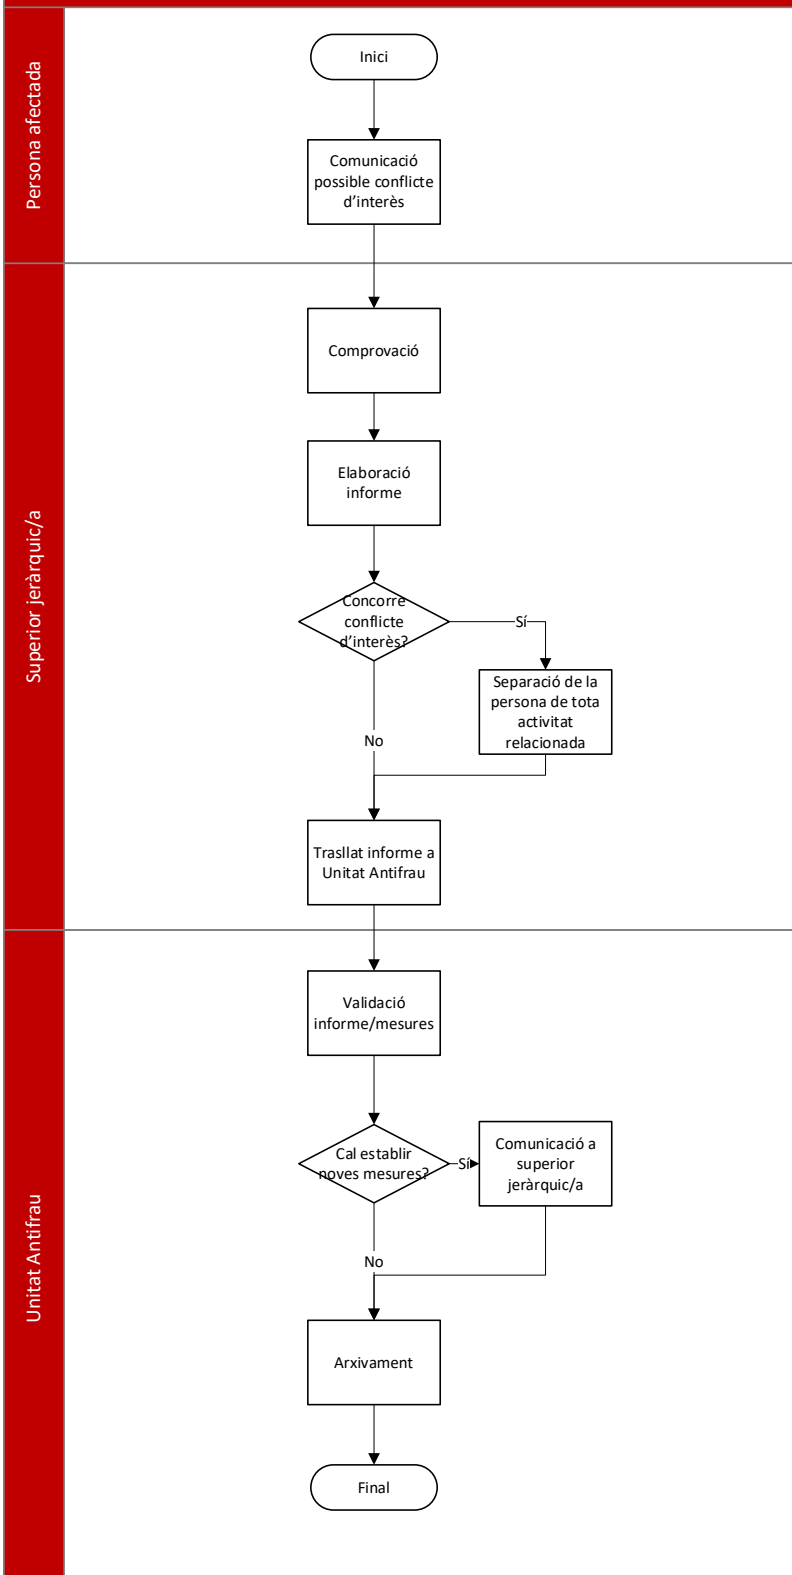 Persona afectada
Inici
Comunicació
possible conflicte
d'interès
Superior jeràrquic/a
Comprovació
Elaboració
informe
Concorre
conflicte
d'interès?
Sí
Separació de la
persona de tota
activitat
relacionada
No
Trasllat informe a
Unitat Antifrau
Unitat Antifrau
Validació
informe/mesures
Cal establir
noves mesures?
Sí
Comunicació a
superior
jeràrquic/a
No
Arxivament
Final